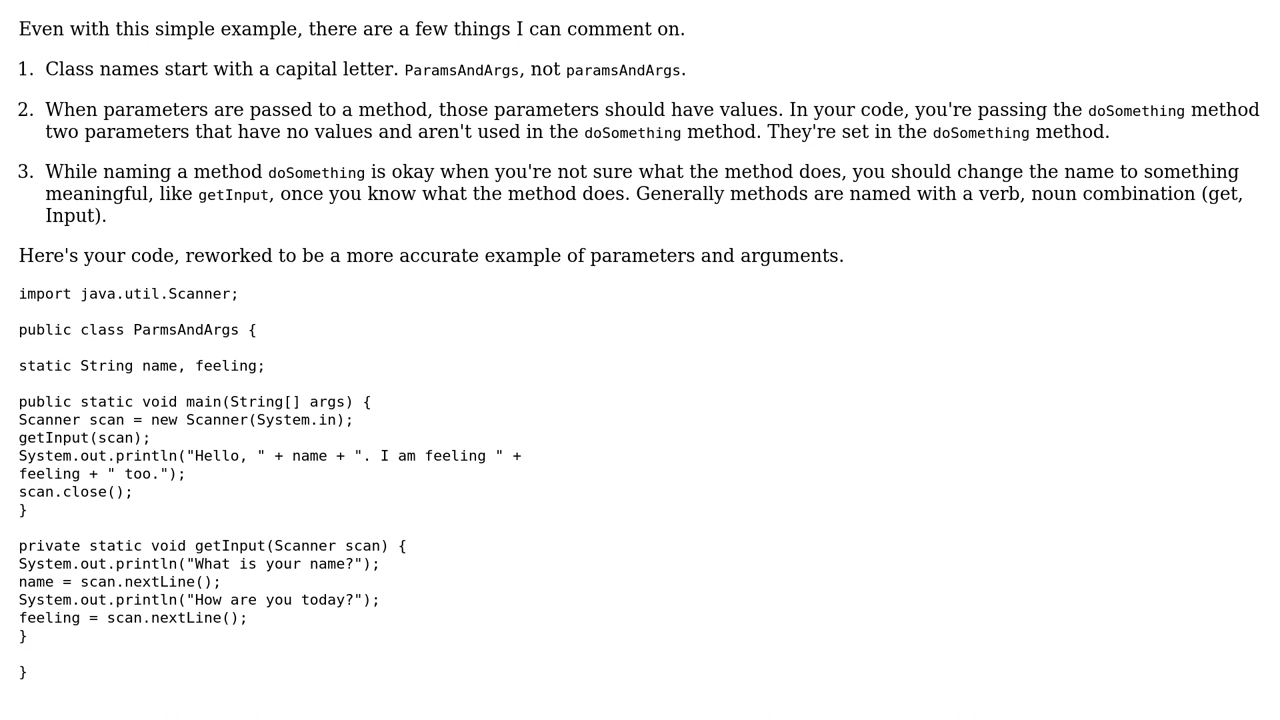 Even with this simple example, there are a few things I can comment on.
1. Class names start with a capital letter. ParamsAndArgs, not paramsAndArgs.
2. When parameters are passed to a method, those parameters should have values. In your code, you're passing the doSomething method
two parameters that have no values and aren't used in the doSomething method. They're set in the doSomething method.
3. While naming a method doSomething is okay when you're not sure what the method does, you should change the name to something
meaningful, like getInput, once you know what the method does. Generally methods are named with a verb, noun combination (get,
Input).
Here's your code, reworked to be a more accurate example of parameters and arguments.
import java.util.Scanner;
public class ParmsAndArgs {
static String name, feeling;
public static void main(String[] args) {
Scanner scan = new Scanner(System.in);
getInput(scan);
System.out.println("Hello, " + name + ". I am feeling " +
feeling + " too.");
scan.close();
}
private static void getInput(Scanner scan) {
System.out.println("What is your name?");
name = scan.nextLine();
System.out.println("How are you today?");
feeling = scan.nextLine();
}
}